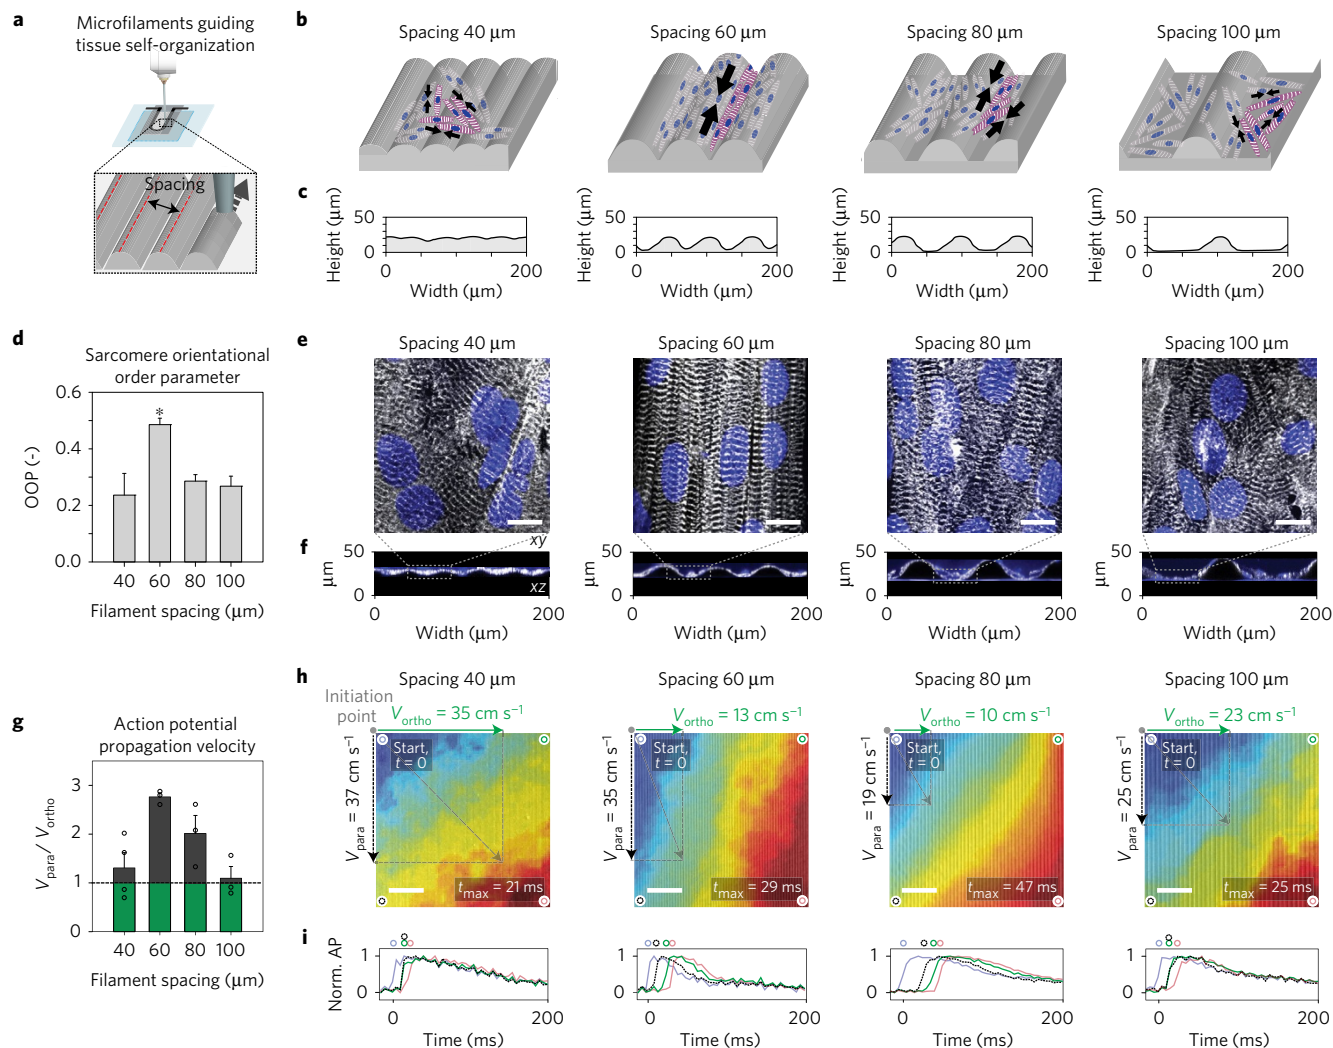 a
Microfilaments guiding
tissue self-organization
Spacing
b
Spacing 40 µm
Spacing 60 µm
Spacing 80 µm
Spacing 100 µm
c
Height (µm)
50
0
0
200
Width (µm)
Height (µm)
50
0
0
200
Width (µm)
Height (µm)
50
0
0
200
Width (µm)
Height (µm)
50
0
0
200
Width (µm)
d
Sarcomere orientational
order parameter
OOP (-)
0.6
0.4
0.2
0.0
*
40
60
80
100
Filament spacing (µm)
e
Spacing 40 µm
Spacing 60 µm
Spacing 80 µm
Spacing 100 µm
f
xy
xz
µm
50
0
0
200
Width (µm)
µm
50
0
0
200
Width (µm)
µm
50
0
0
200
Width (µm)
µm
50
0
0
200
Width (µm)
g
Action potential
propagation velocity
Vpara/ Vortho
3
2
1
0
40
60
80
100
Filament spacing (µm)
h
Spacing 40 µm
Initiation
point
Vortho = 35 cm s⁻¹
Vpara = 37 cm s⁻¹
Start,
t = 0
tmax = 21 ms
Spacing 60 µm
Vortho = 13 cm s⁻¹
Vpara = 35 cm s⁻¹
Start,
t = 0
tmax = 29 ms
Spacing 80 µm
Vortho = 10 cm s⁻¹
Vpara = 19 cm s⁻¹
Start,
t = 0
tmax = 47 ms
Spacing 100 µm
Vortho = 23 cm s⁻¹
Vpara = 25 cm s⁻¹
Start,
t = 0
tmax = 25 ms
i
Norm. AP
1
0
0
200
Time (ms)
1
0
0
200
Time (ms)
1
0
0
200
Time (ms)
1
0
0
200
Time (ms)